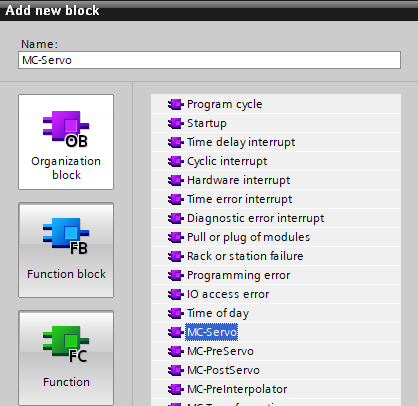 Add new block
Name:
MC-Servo
OB
Organization
block
FB
Function block
FC
Function
Program cycle
Startup
Time delay interrupt
Cyclic interrupt
Hardware interrupt
Time error interrupt
Diagnostic error interrupt
Pull or plug of modules
Rack or station failure
Programming error
IO access error
Time of day
MC-Servo
MC-PreServo
MC-PostServo
MC-PreInterpolator